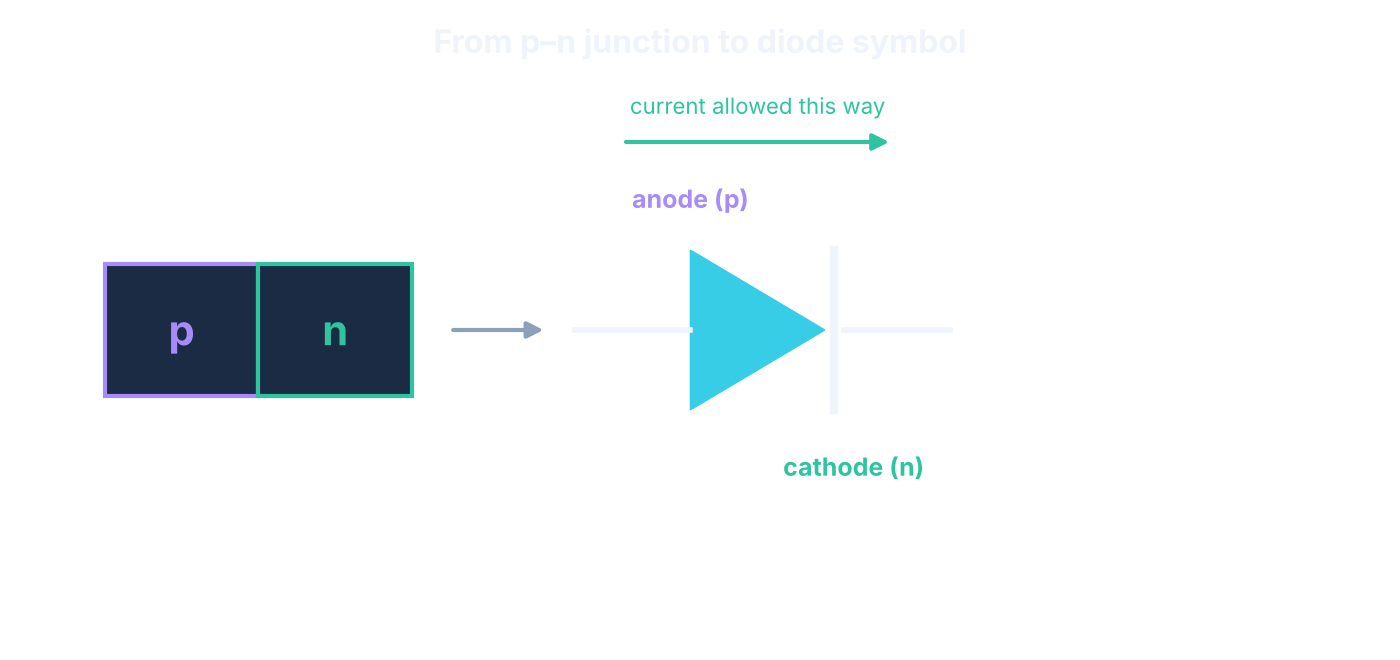 From p–n junction to diode symbol
current allowed this way
anode (p)
p
n
cathode (n)